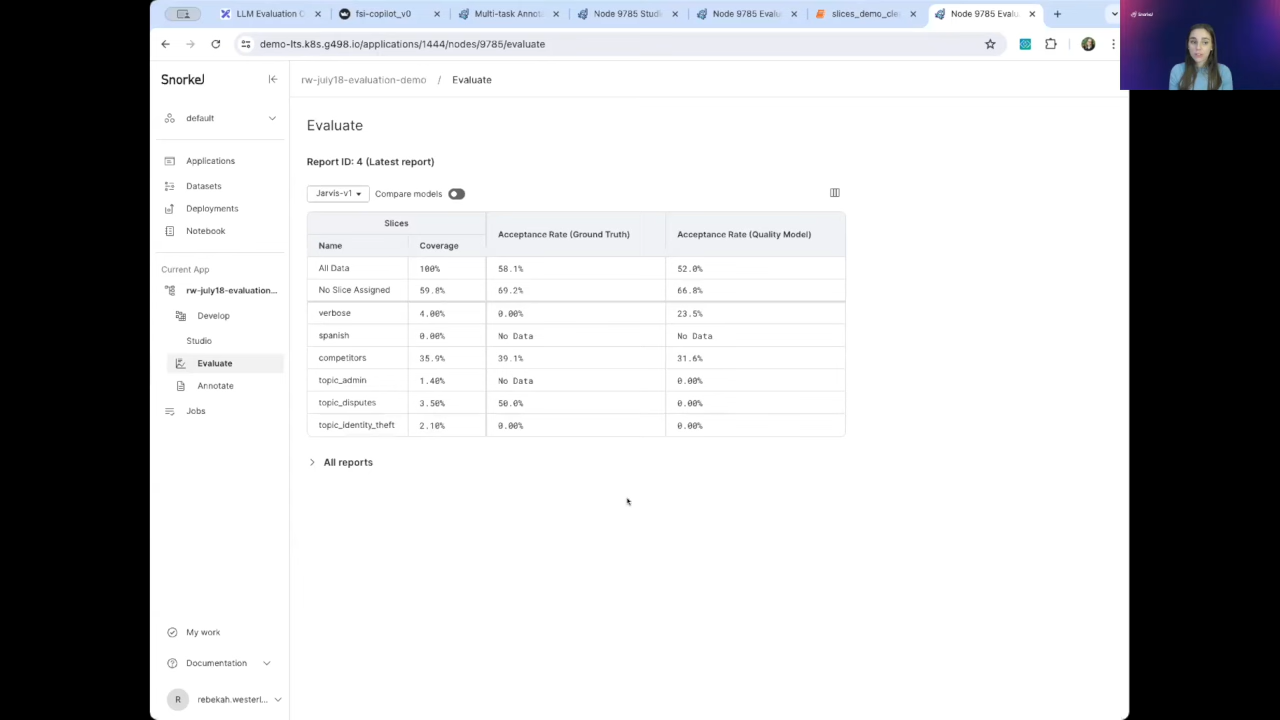 LLM Evaluation C
fsi-copilot_v0
Multi-task Annot
Node 9785 Studi
Node 9785 Evalu
slices_demo_clea
Node 9785 Evalu
demo-lts.k8s.g498.io/applications/1444/nodes/9785/evaluate
Snorkel
Snorkel
rw-july18-evaluation-demo / Evaluate
default
Evaluate
Report ID: 4 (Latest report)
Applications
Datasets
Deployments
Notebook
Jarvis-v1 Compare models
Slices
Acceptance Rate (Ground Truth) Acceptance Rate (Quality Model)
Name Coverage
All Data 100% 58.1% 52.0%
No Slice Assigned 59.8% 69.2% 66.8%
verbose 4.00% 0.00% 23.5%
spanish 0.00% No Data No Data
competitors 35.9% 39.1% 31.6%
topic_admin 1.40% No Data 0.00%
topic_disputes 3.50% 50.0% 0.00%
topic_identity_theft 2.10% 0.00% 0.00%
All reports
Current App
rw-july18-evaluation...
Develop
Studio
Evaluate
Annotate
Jobs
My work
Documentation
R rebekah.westerl...